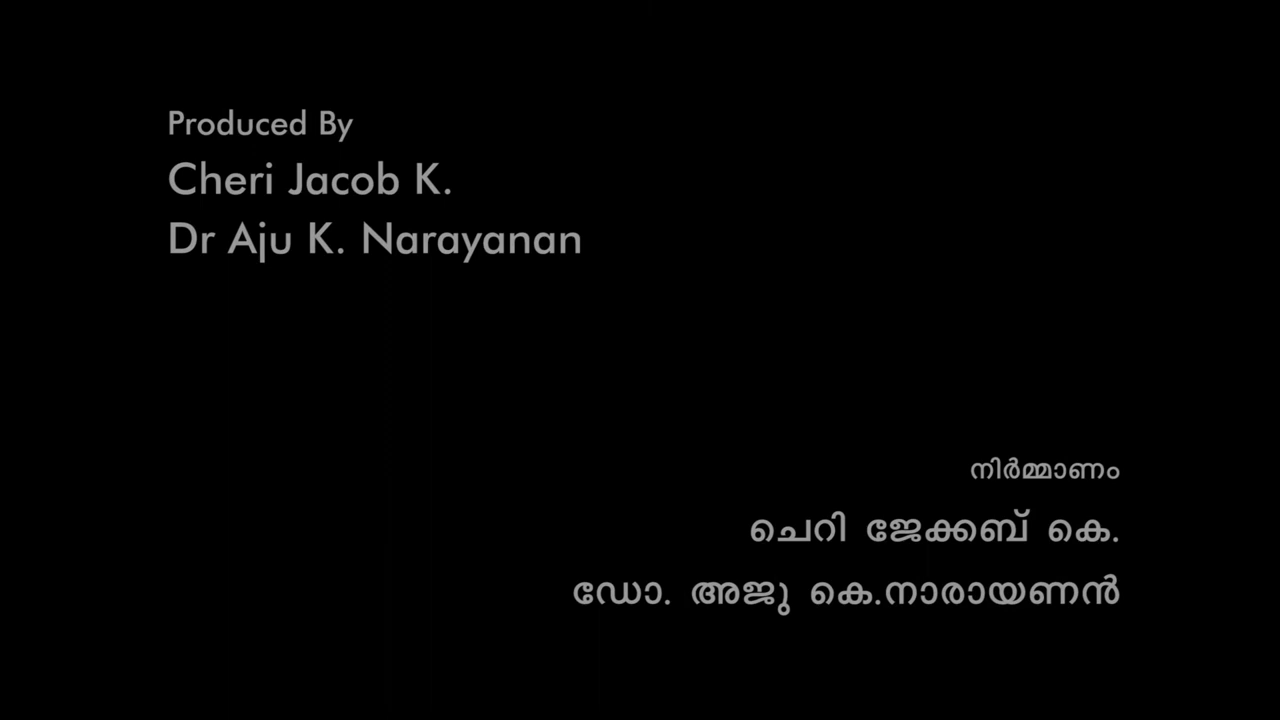 Produced By
Cheri Jacob K.
Dr Aju K. Narayanan
നിർമ്മാണം
ചെറി ജേക്കബ് കെ.
ഡോ. അജു കെ.നാരായണൻ